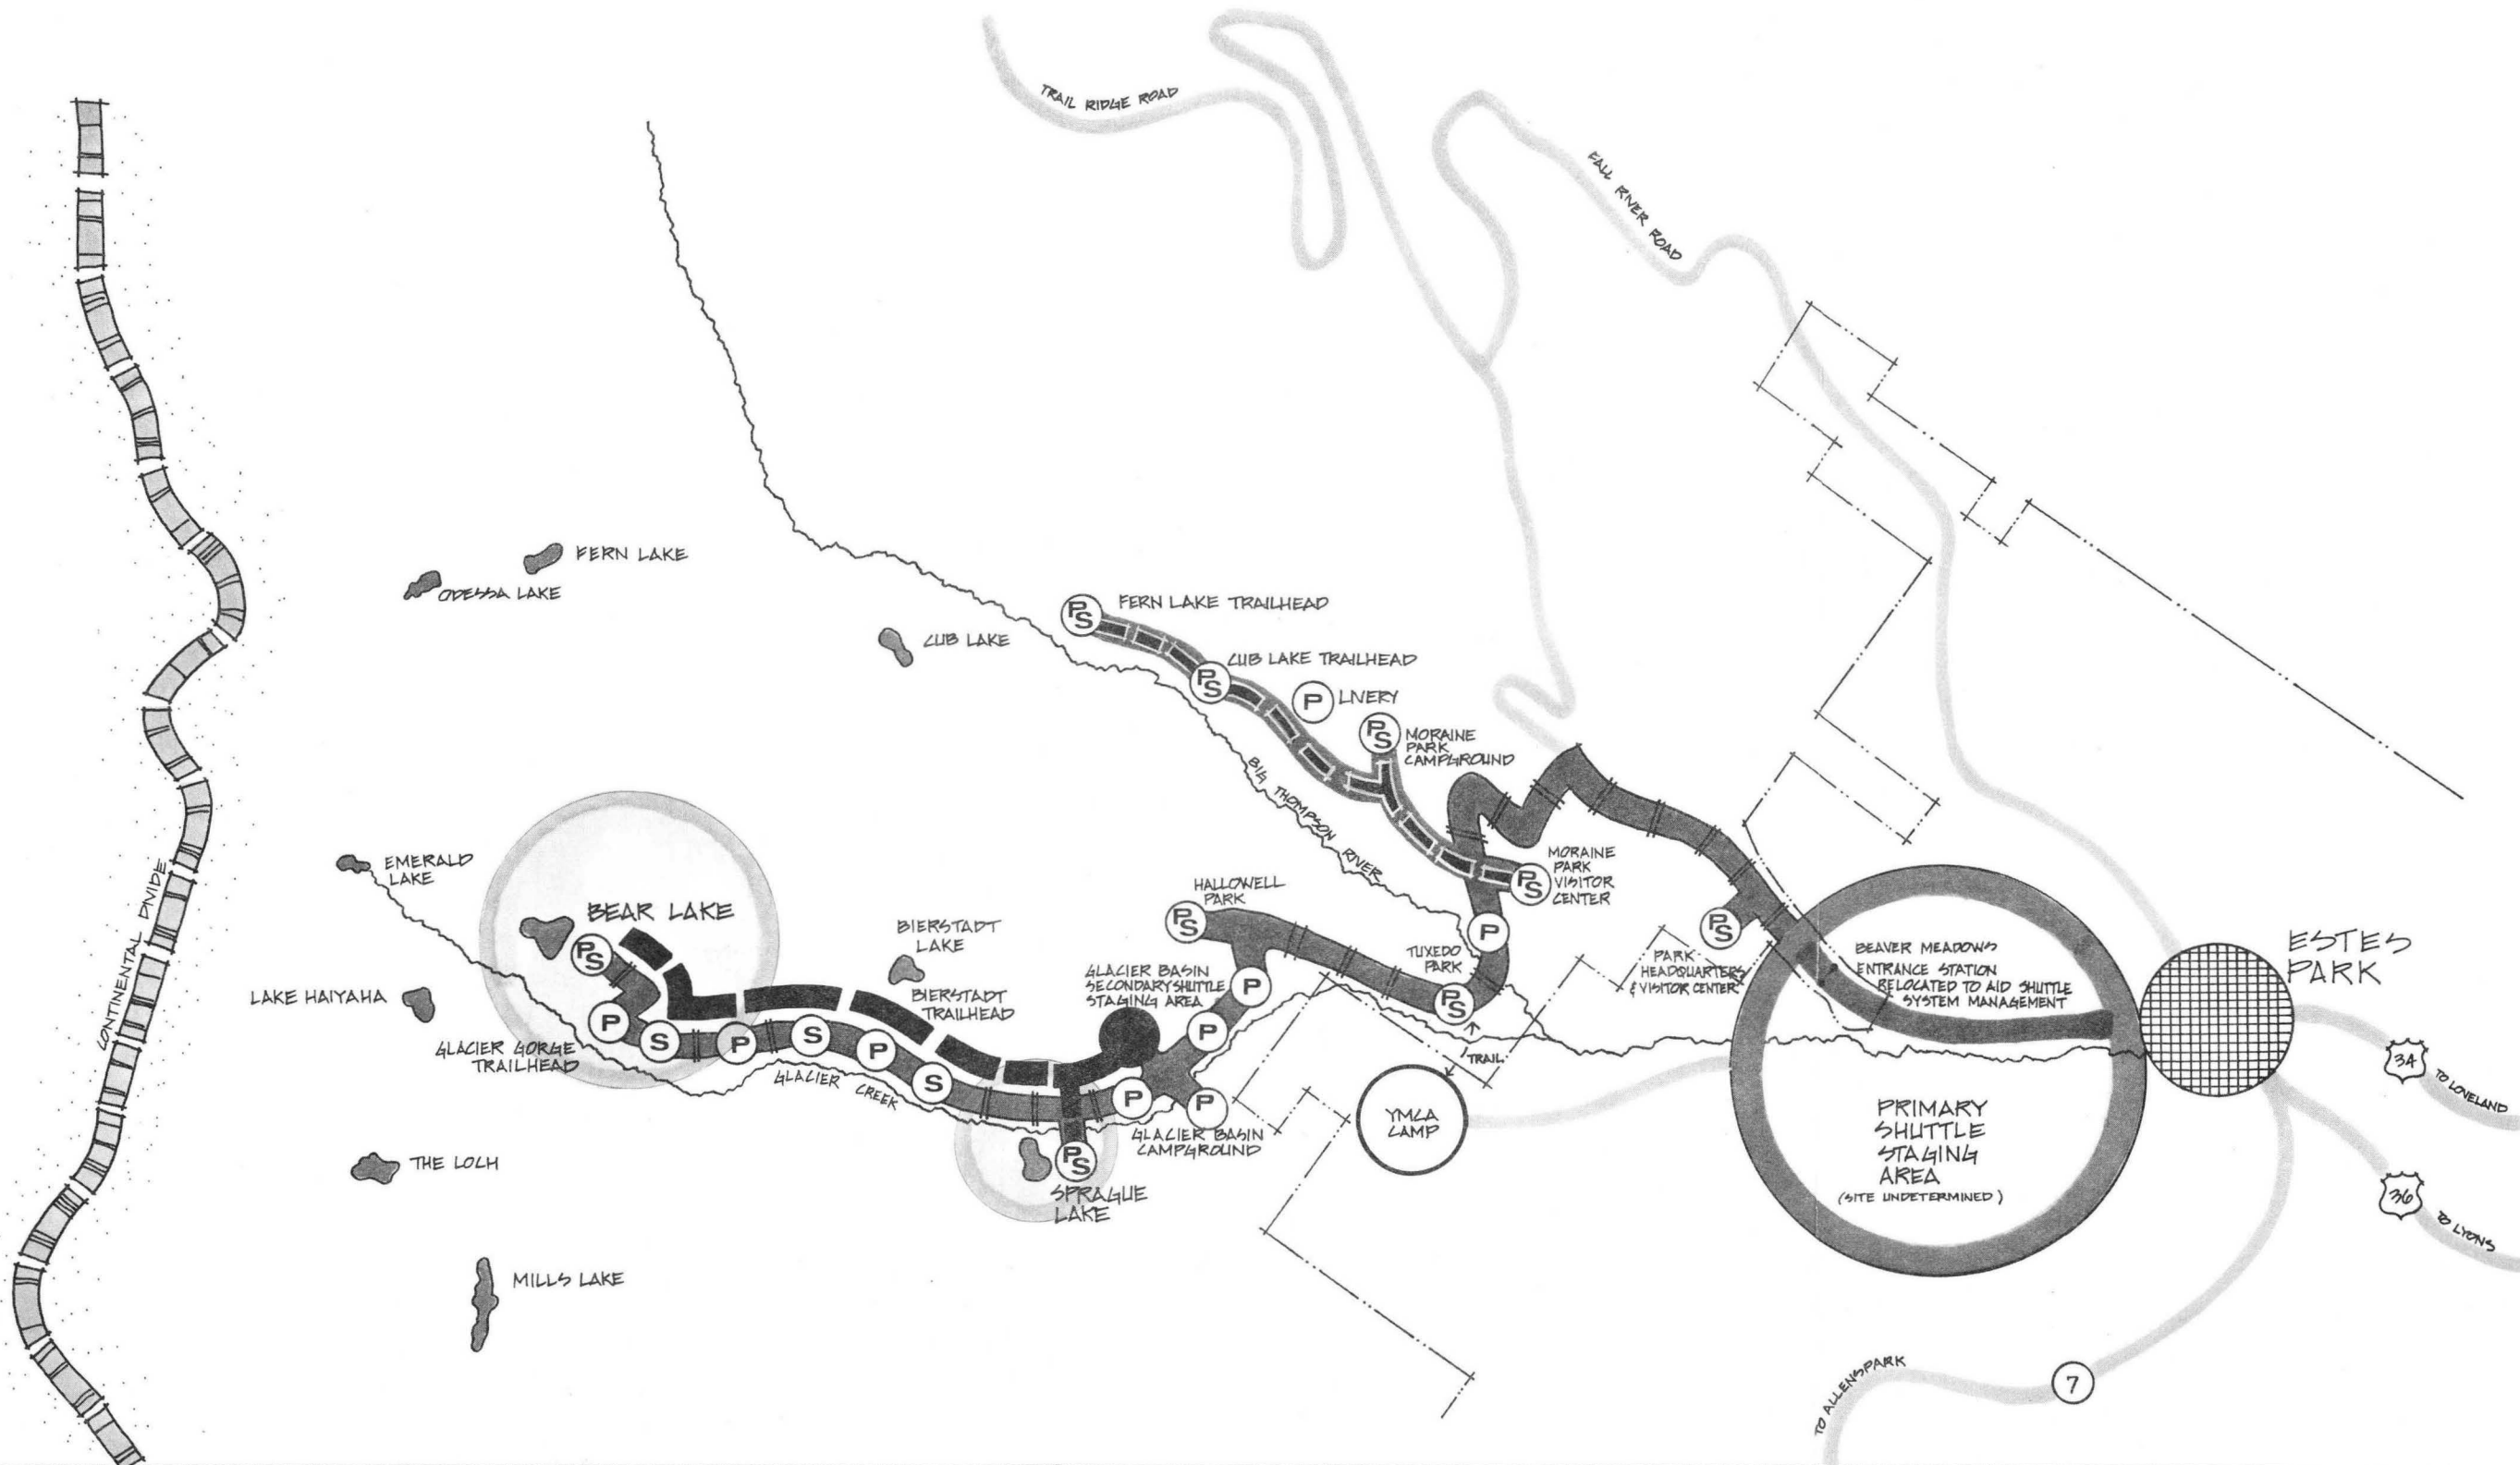 TRAIL RIDGE ROAD
FALL RIVER ROAD
FERN LAKE
ODESSA LAKE
CUB LAKE
P S
FERN LAKE TRAILHEAD
P S
CUB LAKE TRAILHEAD
P
LIVERY
P S
MORAINE
PARK
CAMPGROUND
BIG THOMPSON RIVER
P S
MORAINE
PARK
VISITOR
CENTER
CONTINENTAL DIVIDE
EMERALD
LAKE
BEAR LAKE
P S
BIERSTADT
LAKE
HALLOWELL
PARK
P S
P
TUXEDO
PARK
P S
TRAIL
P S
PARK
HEADQUARTERS
& VISITOR CENTER
BEAVER MEADOWS
ENTRANCE STATION
RELOCATED TO AID SHUTTLE
SYSTEM MANAGEMENT
ESTES
PARK
LAKE HAIYAHA
GLACIER GORGE
TRAILHEAD
P
S
P
S
P
S
BIERSTADT
TRAILHEAD
GLACIER CREEK
GLACIER BASIN
SECONDARY SHUTTLE
STAGING AREA
P
P
P
P
GLACIER BASIN
CAMPGROUND
P S
SPRAGUE
LAKE
YMCA
CAMP
PRIMARY
SHUTTLE
STAGING
AREA
(SITE UNDETERMINED)
34
TO LOVELAND
36
TO LYONS
THE LOCH
MILLS LAKE
7
TO ALLENSPARK